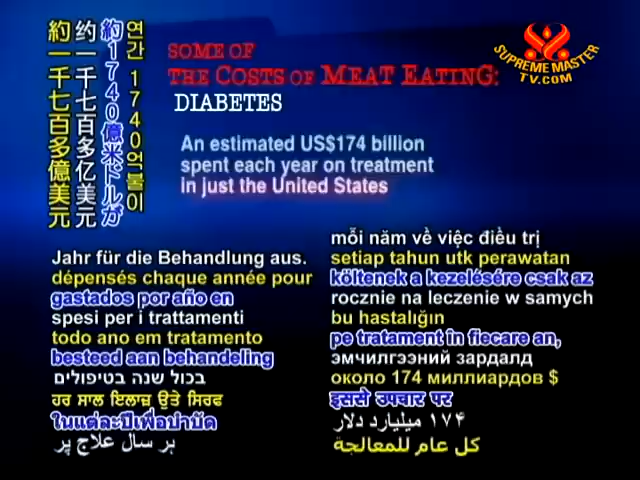 約一千七百多億美元
约一千七百多亿美元
約1740億米ドルが
연간 1740억불이
SOME OF
THE COSTS OF MEAT EATING:
DIABETES
SUPREME MASTER
TV.COM
An estimated US$174 billion
spent each year on treatment
in just the United States
Jahr für die Behandlung aus.
dépensés chaque année pour
gastados por año en
spesi per i trattamenti
todo ano em tratamento
besteed aan behandeling
בכול שנה בטיפולים
ਹਰ ਸਾਲ ਇਲਾਜ਼ ਉਤੇ ਸਿਰਫ
ในแต่ละปีเพื่อบำบัด
ہر سال علاج پر
mỗi năm về việc điều trị
setiap tahun utk perawatan
költenek a kezelésére csak az
rocznie na leczenie w samych
bu hastalığın
pe tratament în fiecare an,
эмчилгээний зардалд
около 174 миллиардов $
इससे उपचार पर
۱۷۴ میلیارد دلار
كل عام للمعالجة